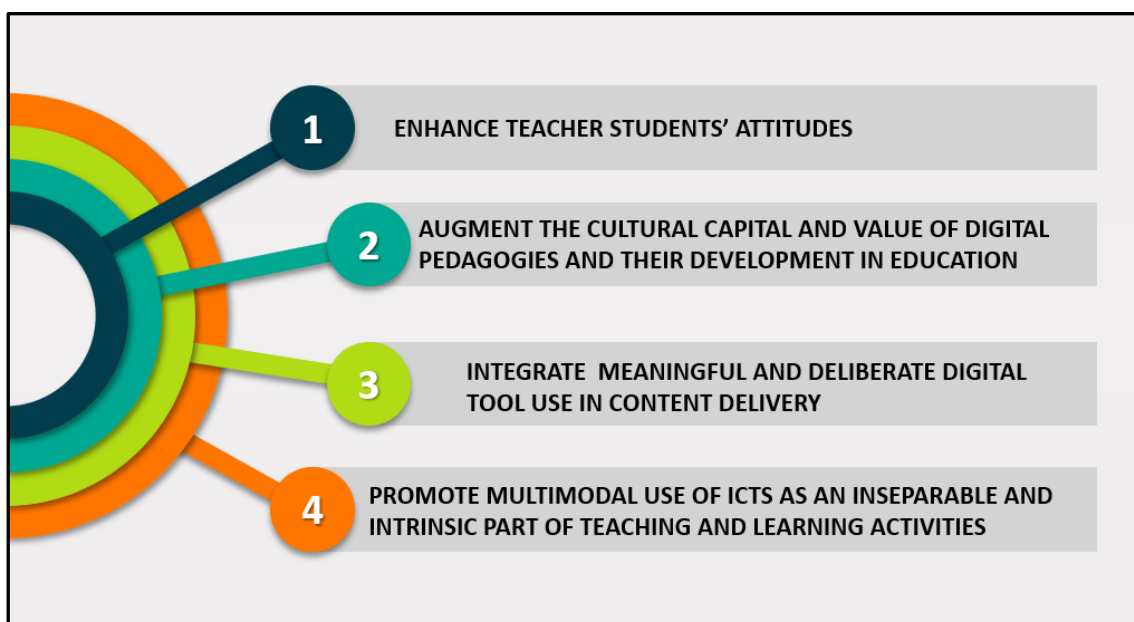 1
ENHANCE TEACHER STUDENTS’ ATTITUDES
2
AUGMENT THE CULTURAL CAPITAL AND VALUE OF DIGITAL
PEDAGOGIES AND THEIR DEVELOPMENT IN EDUCATION
3
INTEGRATE  MEANINGFUL AND DELIBERATE DIGITAL
TOOL USE IN CONTENT DELIVERY
4
PROMOTE MULTIMODAL USE OF ICTS AS AN INSEPARABLE AND
INTRINSIC PART OF TEACHING AND LEARNING ACTIVITIES